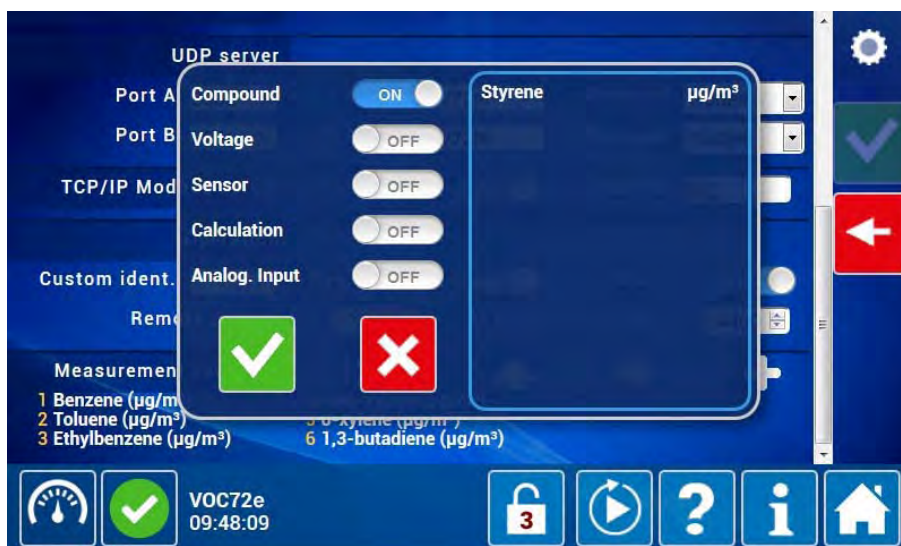 UDP server
Port A
Port B
TCP/IP Mod
Custom ident.
Remo
Measuremen
Compound ON
Voltage OFF
Sensor OFF
Calculation OFF
Analog. Input OFF
Styrene µg/m³
1 Benzene (µg/m
2 Toluene (µg/m³)
3 Ethylbenzene (µg/m³)
6 1,3-butadiene (µg/m³)
VOC72e
09:48:09
3
?
i